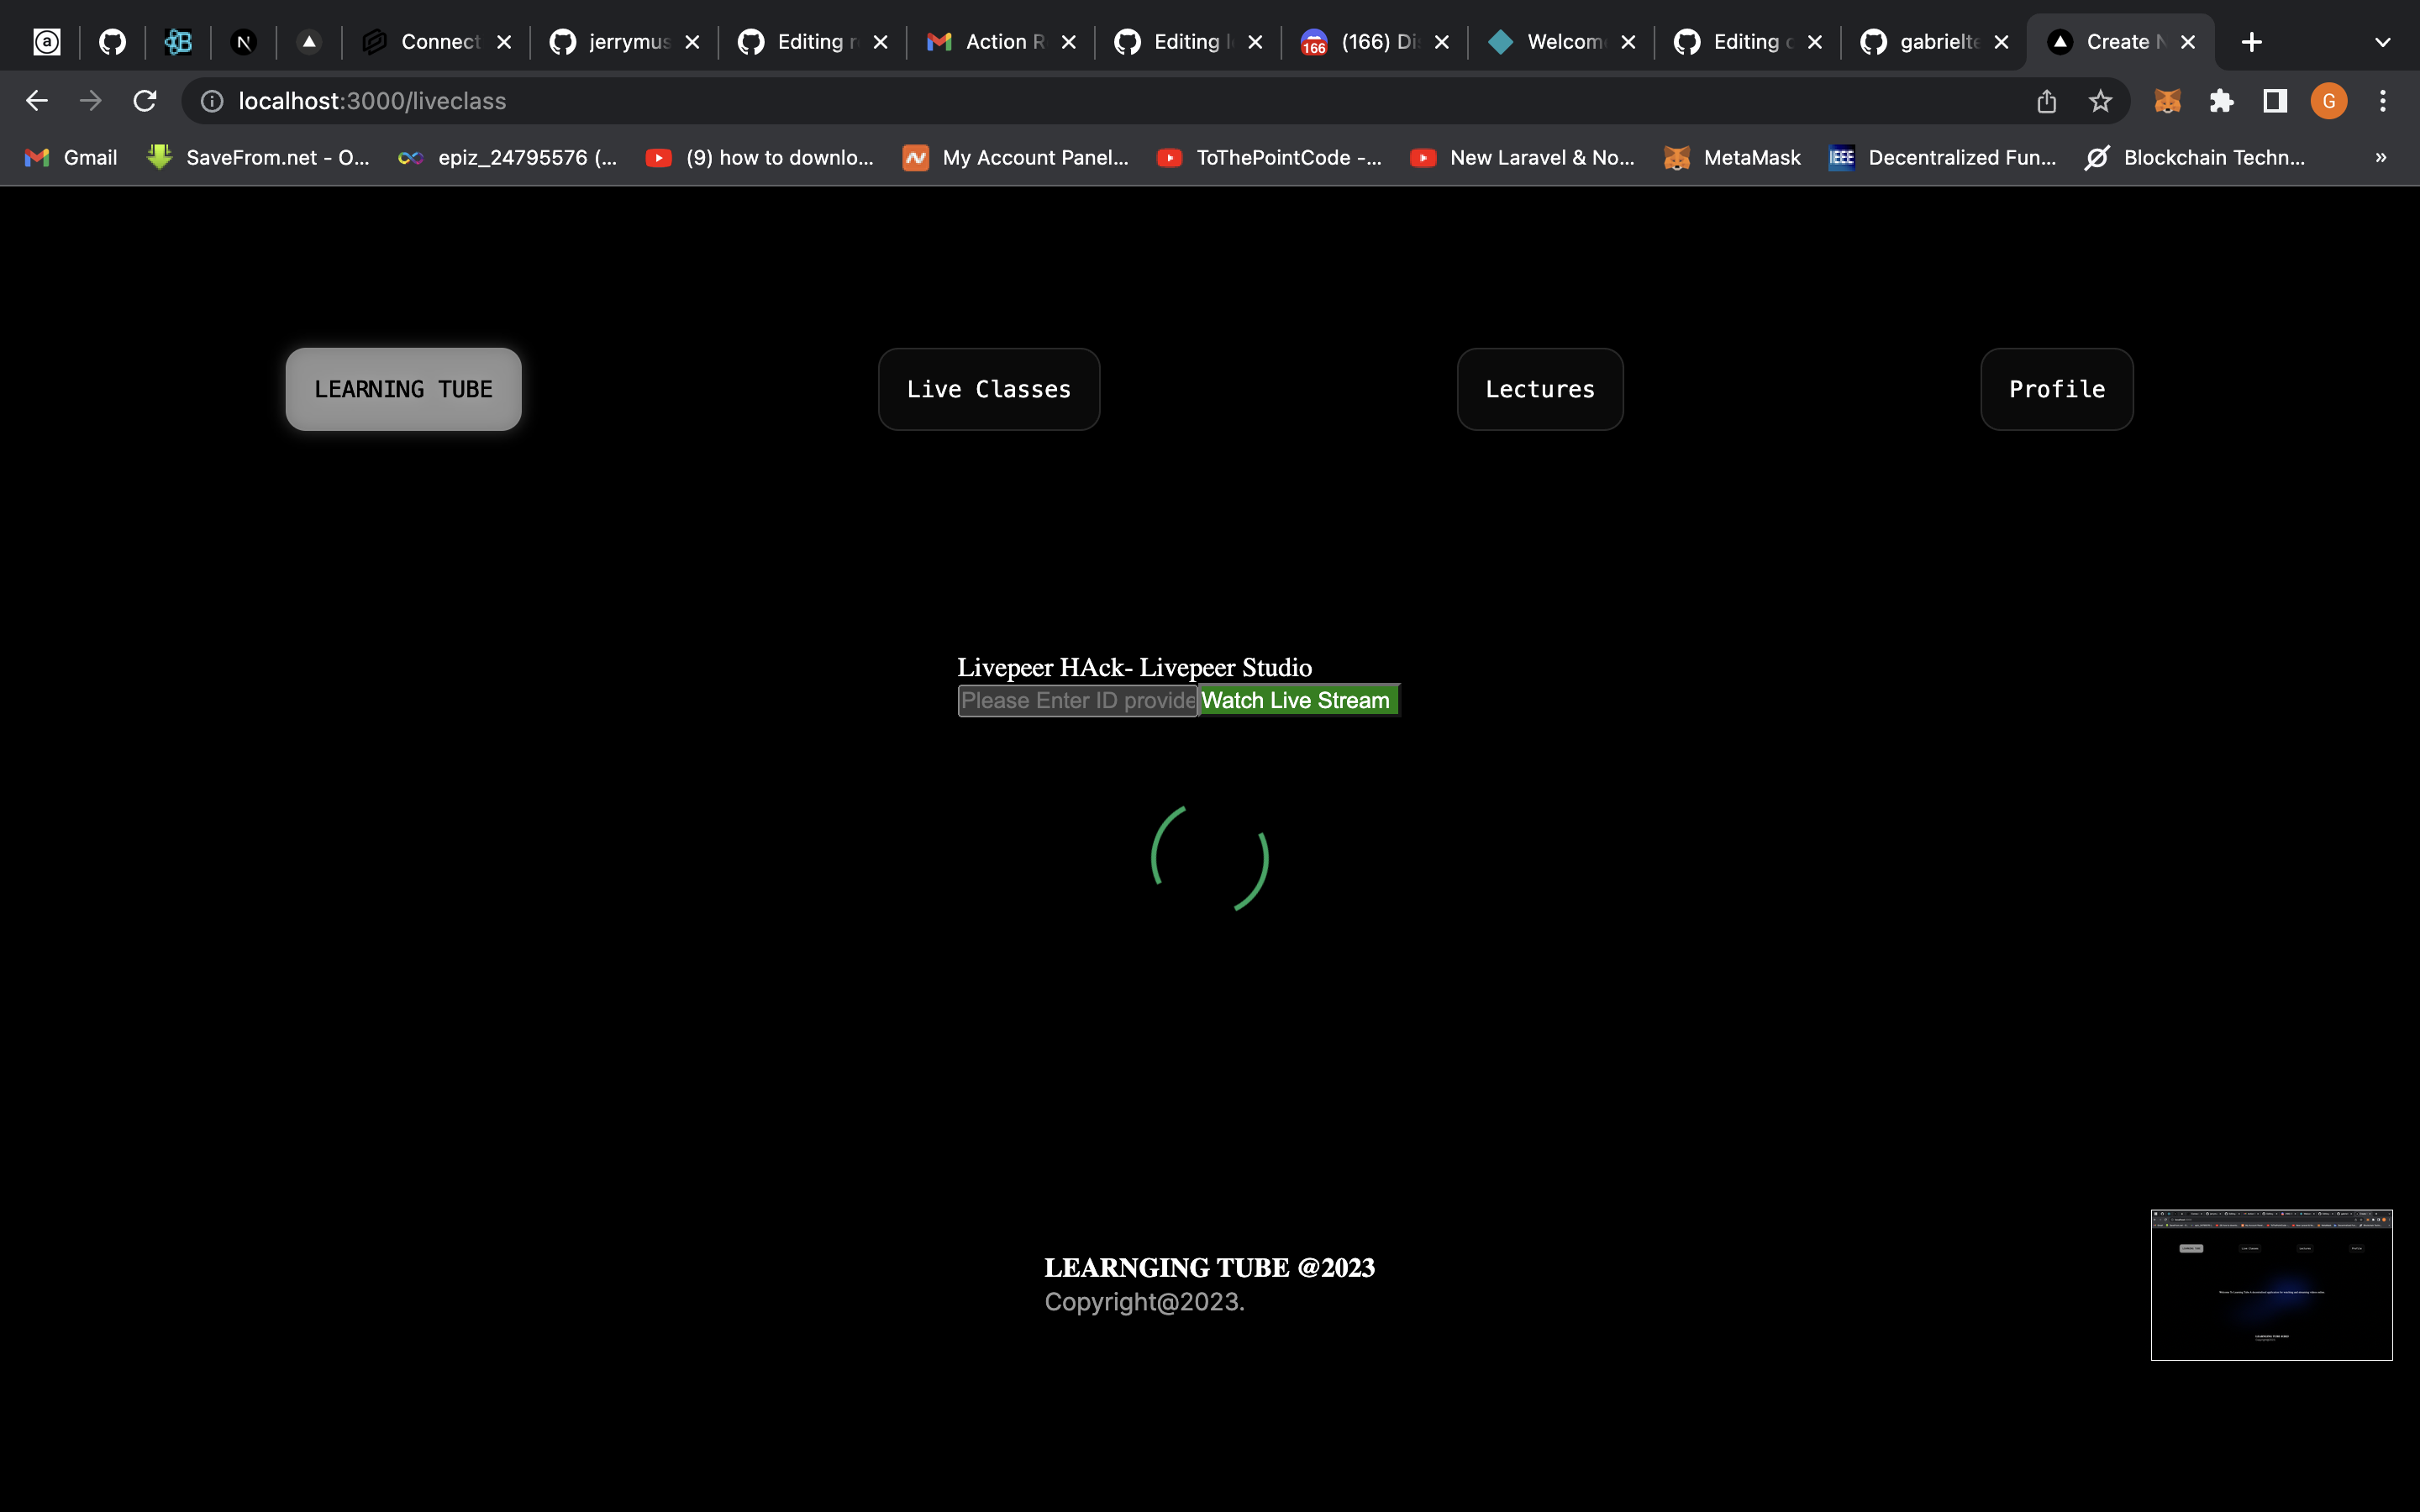 Connect
jerrymus
Editing r
Action R
Editing l
(166) Di
Welcom
Editing c
gabrielte
Create N
localhost:3000/liveclass
G
Gmail
SaveFrom.net - O...
epiz_24795576 (...
(9) how to downlo...
My Account Panel...
ToThePointCode -...
New Laravel & No...
MetaMask
IEEE
Decentralized Fun...
Blockchain Techn...
»
LEARNING TUBE
Live Classes
Lectures
Profile
Livepeer HAck- Livepeer Studio
Please Enter ID provide
Watch Live Stream
LEARNGING TUBE @2023
Copyright@2023.